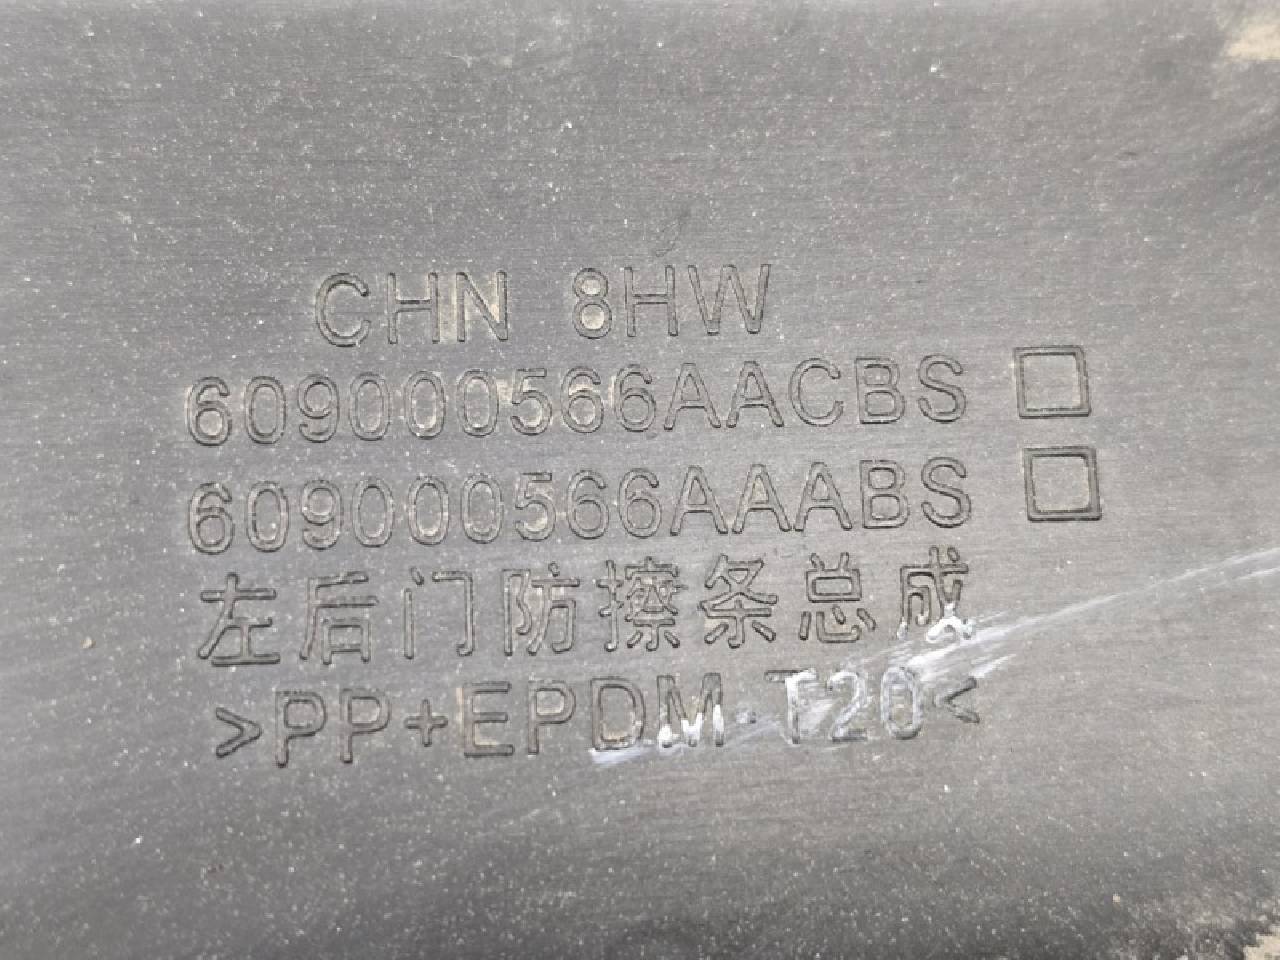 CHN 8HW
609000566AACBS □
609000566AAABS □
左后门防擦条总成
>PP+EPDM-T20<